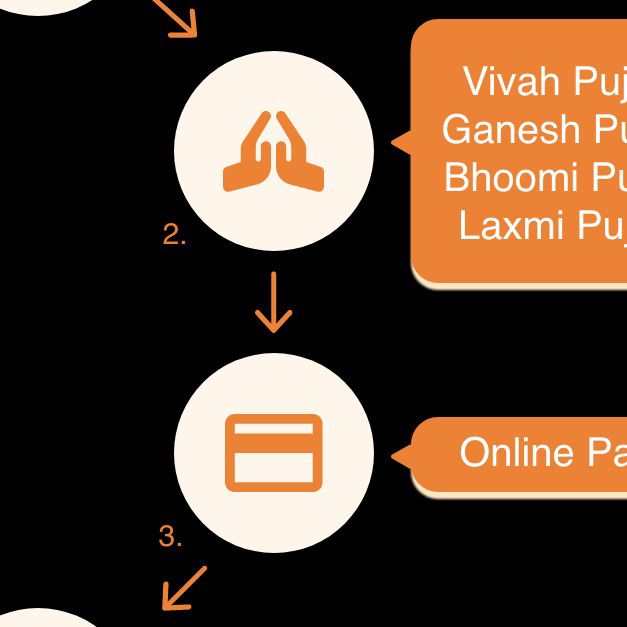 Vivah Puj
Ganesh Pu
Bhoomi Pu
Laxmi Puj
2.
Online Pa
3.